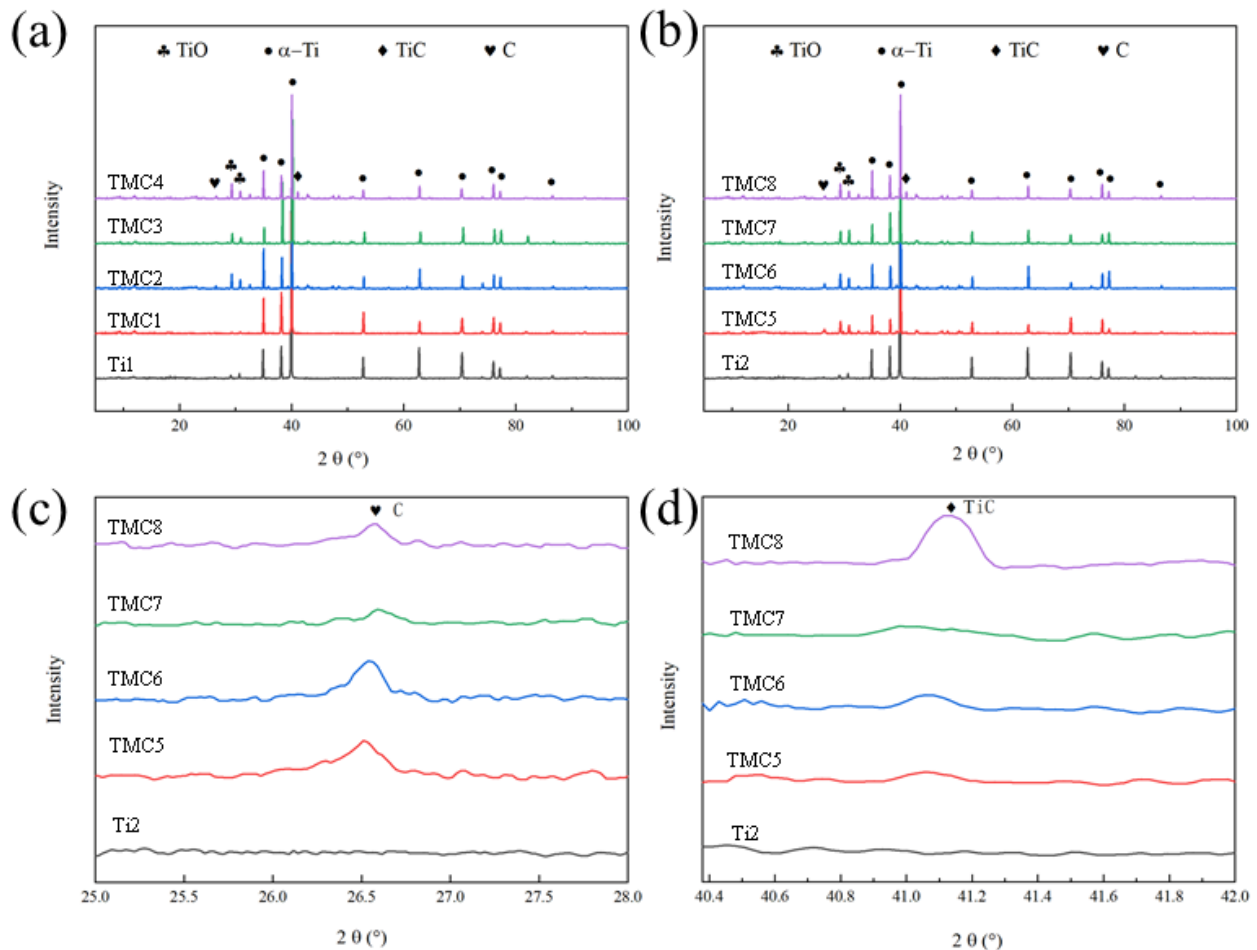 (a)
♣ TiO ● α–Ti ♦ TiC ♥ C
TMC4
TMC3
TMC2
TMC1
Ti1
Intensity
20 40 60 80 100
2 θ (°)
(b)
♣ TiO ● α–Ti ♦ TiC ♥ C
TMC8
TMC7
TMC6
TMC5
Ti2
Intensity
20 40 60 80 100
2 θ (°)
(c)
♥ C
TMC8
TMC7
TMC6
TMC5
Ti2
Intensity
25.0 25.5 26.0 26.5 27.0 27.5 28.0
2 θ (°)
(d)
♦ TiC
TMC8
TMC7
TMC6
TMC5
Ti2
Intensity
40.4 40.6 40.8 41.0 41.2 41.4 41.6 41.8 42.0
2 θ (°)